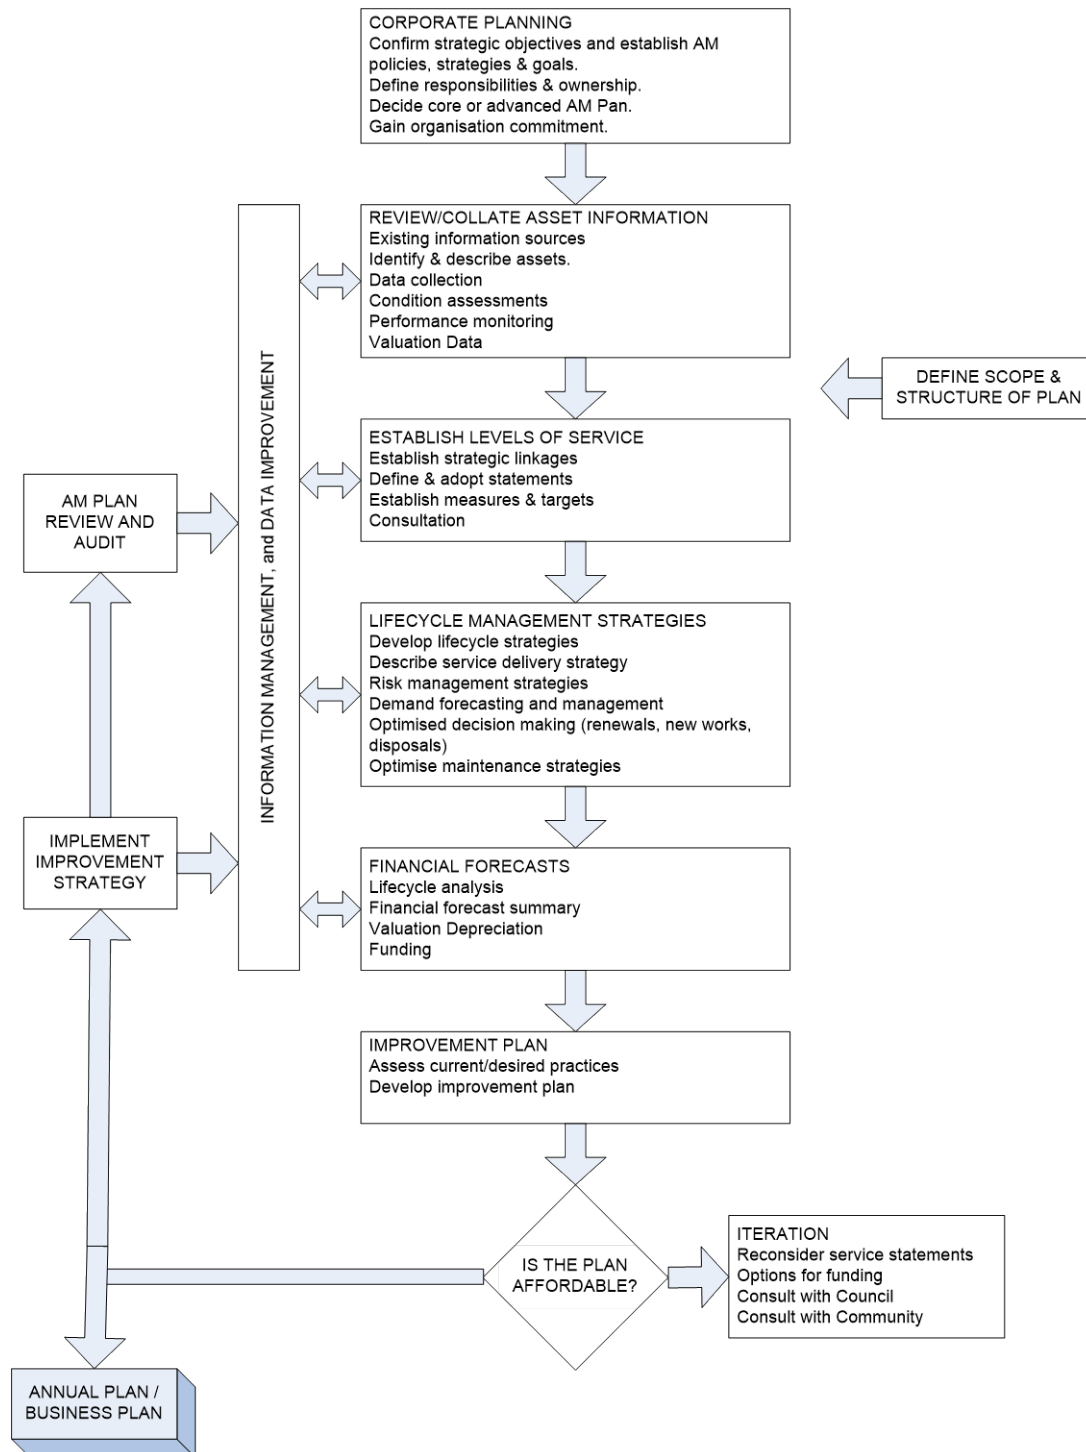 CORPORATE PLANNING
Confirm strategic objectives and establish AM
policies, strategies & goals.
Define responsibilities & ownership.
Decide core or advanced AM Pan.
Gain organisation commitment.
REVIEW/COLLATE ASSET INFORMATION
Existing information sources
Identify & describe assets.
Data collection
Condition assessments
Performance monitoring
Valuation Data
INFORMATION MANAGEMENT, and DATA IMPROVEMENT
DEFINE SCOPE &
STRUCTURE OF PLAN
ESTABLISH LEVELS OF SERVICE
Establish strategic linkages
Define & adopt statements
Establish measures & targets
Consultation
AM PLAN
REVIEW AND
AUDIT
LIFECYCLE MANAGEMENT STRATEGIES
Develop lifecycle strategies
Describe service delivery strategy
Risk management strategies
Demand forecasting and management
Optimised decision making (renewals, new works,
disposals)
Optimise maintenance strategies
IMPLEMENT
IMPROVEMENT
STRATEGY
FINANCIAL FORECASTS
Lifecycle analysis
Financial forecast summary
Valuation Depreciation
Funding
IMPROVEMENT PLAN
Assess current/desired practices
Develop improvement plan
IS THE PLAN
AFFORDABLE?
ITERATION
Reconsider service statements
Options for funding
Consult with Council
Consult with Community
ANNUAL PLAN /
BUSINESS PLAN